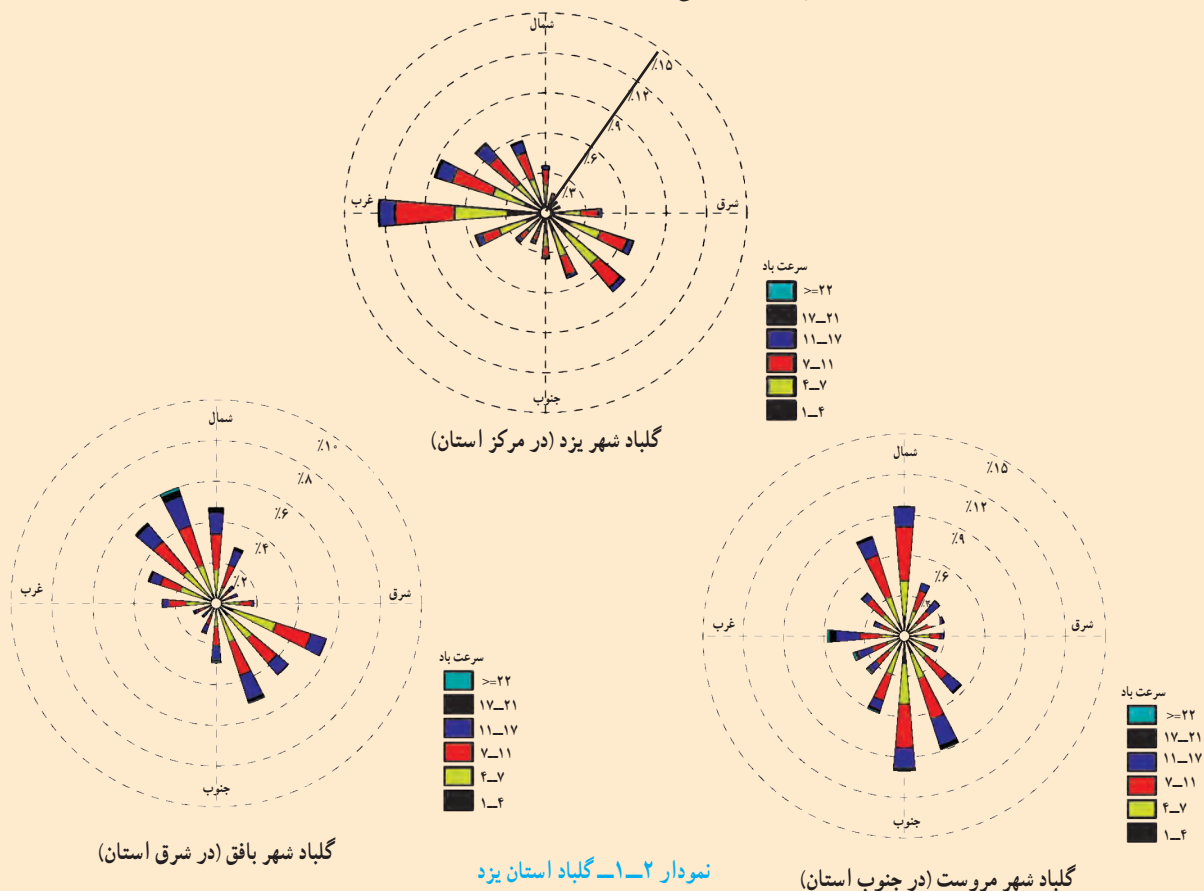 شمال
٪۱۵
٪۱۲
٪۹
٪۶
٪۳
غرب
شرق
جنوب
سرعت باد
>=۲۲
۱۷_۲۱
۱۱_۱۷
۷_۱۱
۴_۷
۱_۴
گلباد شهر یزد (در مرکز استان)
شمال
٪۱۰
٪۸
٪۶
٪۴
٪۲
غرب
شرق
جنوب
سرعت باد
>=۲۲
۱۷_۲۱
۱۱_۱۷
۷_۱۱
۴_۷
۱_۴
گلباد شهر بافق (در شرق استان)
شمال
٪۱۵
٪۱۲
٪۹
٪۶
غرب
شرق
جنوب
سرعت باد
>=۲۲
۱۷_۲۱
۱۱_۱۷
۷_۱۱
۴_۷
۱_۴
گلباد شهر مروست (در جنوب استان)
نمودار ۲_۱_ گلباد استان یزد